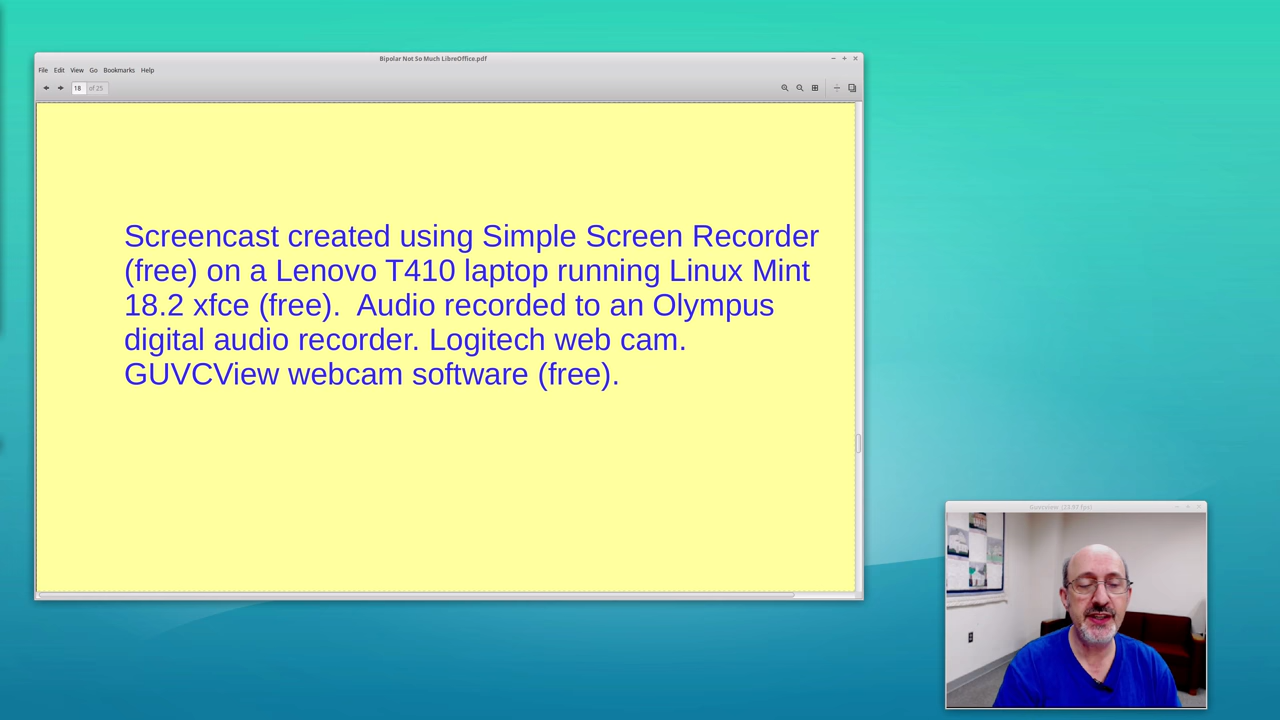 Bipolar Not So Much LibreOffice.pdf
File Edit View Go Bookmarks Help
18 of 25
Screencast created using Simple Screen Recorder
(free) on a Lenovo T410 laptop running Linux Mint
18.2 xfce (free).  Audio recorded to an Olympus
digital audio recorder. Logitech web cam.
GUVCView webcam software (free).